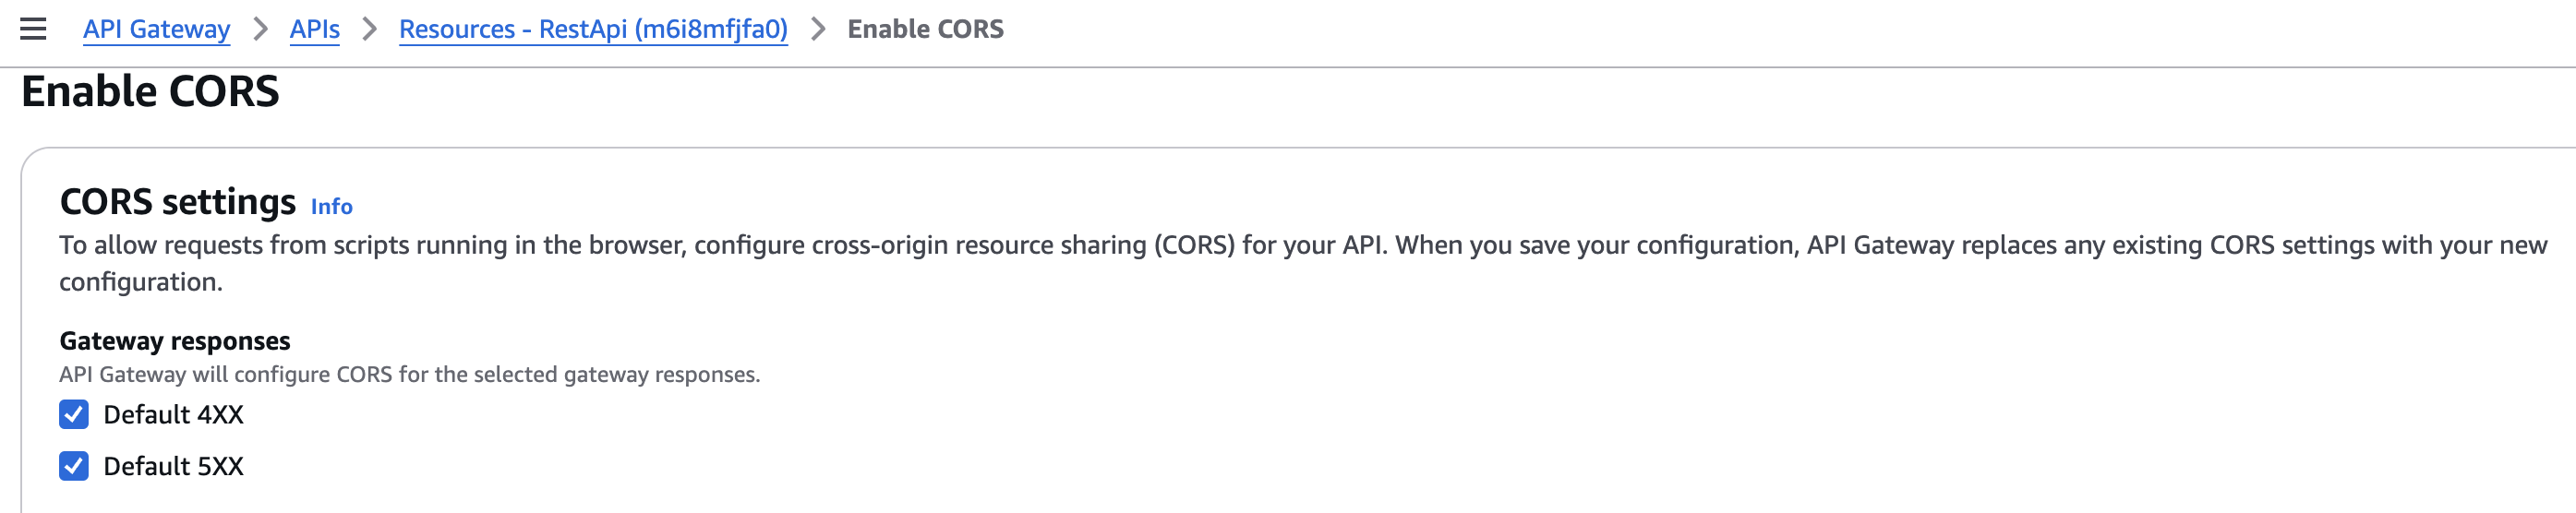 API Gateway > APIs > Resources - RestApi (m6i8mfjfa0) > Enable CORS
Enable CORS
CORS settings Info
To allow requests from scripts running in the browser, configure cross-origin resource sharing (CORS) for your API. When you save your configuration, API Gateway replaces any existing CORS settings with your new
configuration.
Gateway responses
API Gateway will configure CORS for the selected gateway responses.
Default 4XX
Default 5XX